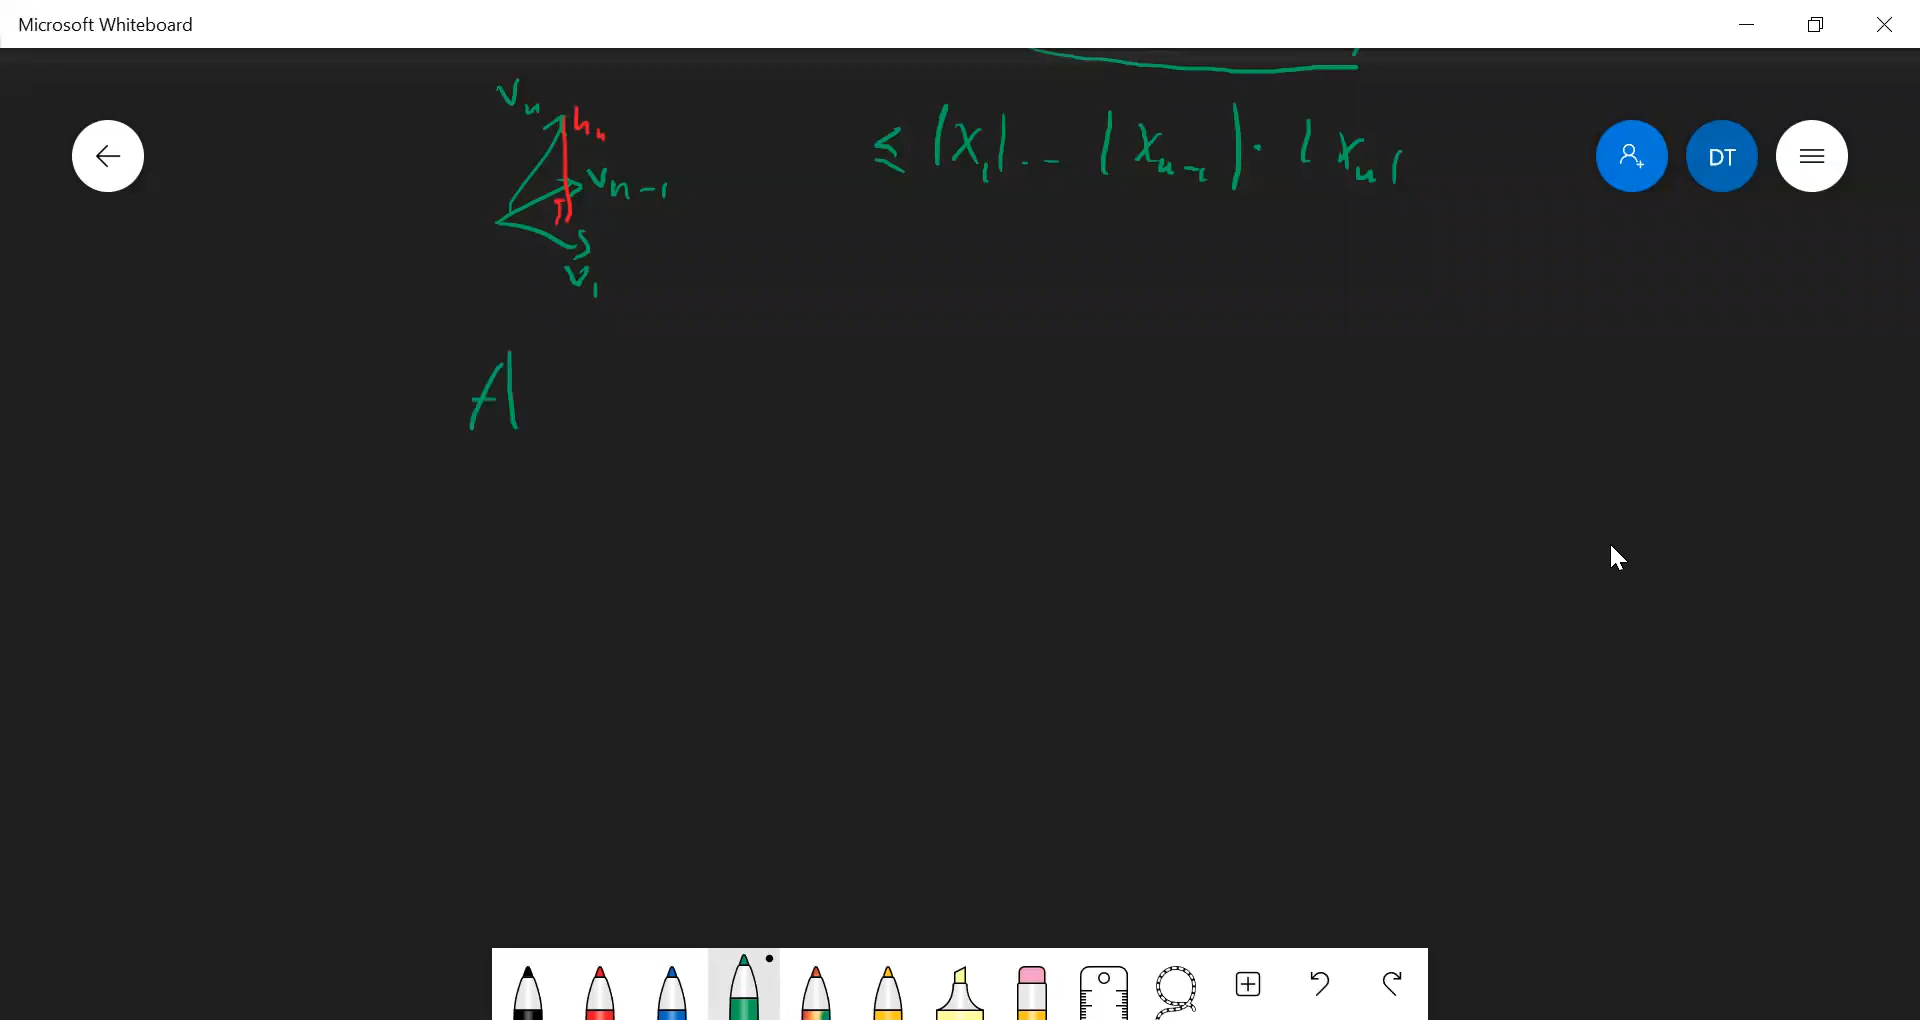 Microsoft Whiteboard
vₙ
hₙ
vₙ₋₁
v₁
≤ |x₁| -- |xₙ₋₁| · |xₙ|
DT
A